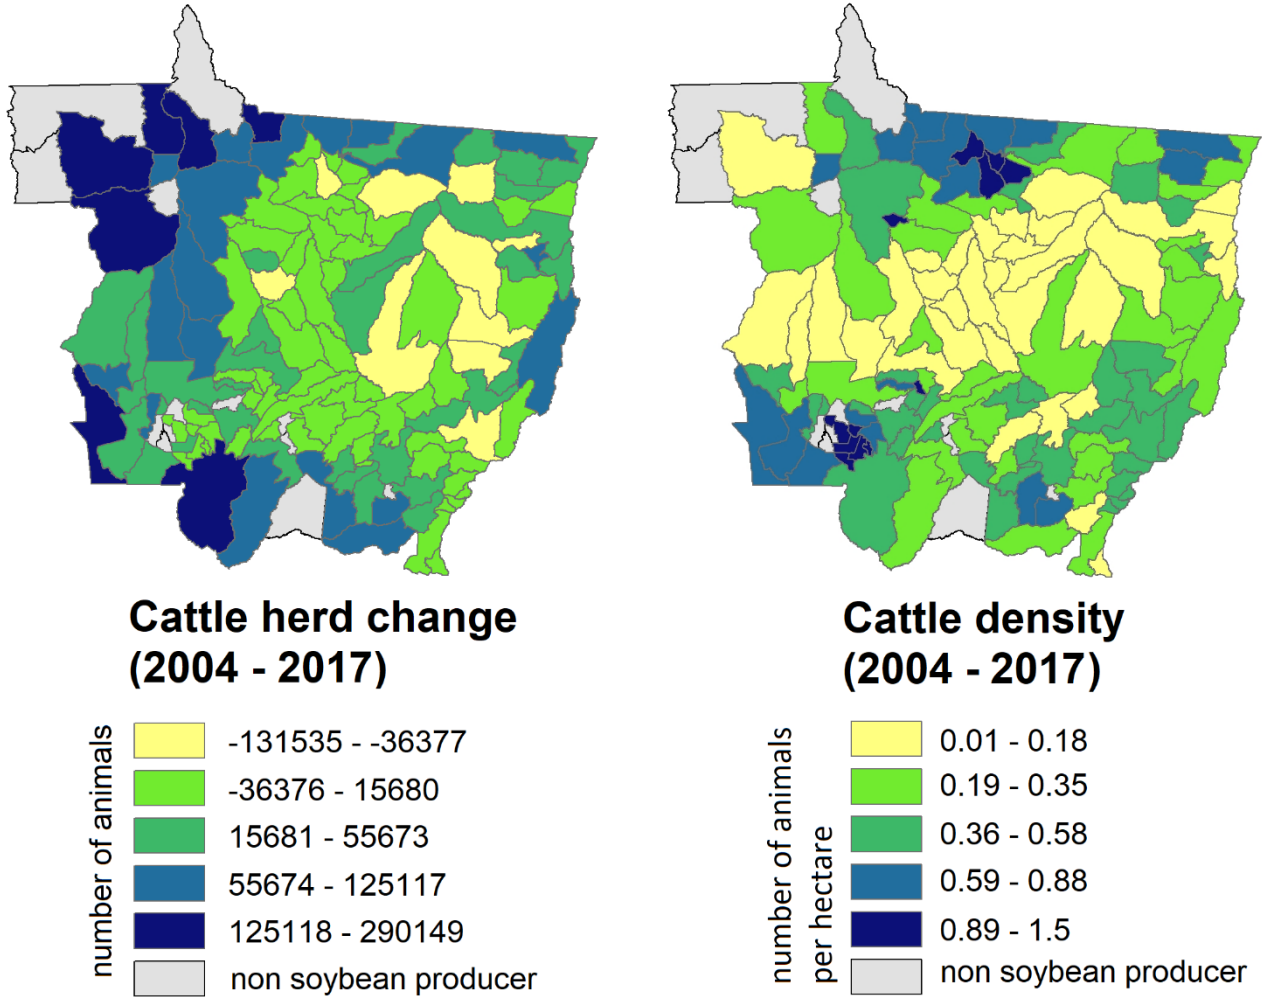 Cattle herd change
(2004 - 2017)
number of animals
-131535 - -36377
-36376 - 15680
15681 - 55673
55674 - 125117
125118 - 290149
non soybean producer
Cattle density
(2004 - 2017)
number of animals
per hectare
0.01 - 0.18
0.19 - 0.35
0.36 - 0.58
0.59 - 0.88
0.89 - 1.5
non soybean producer